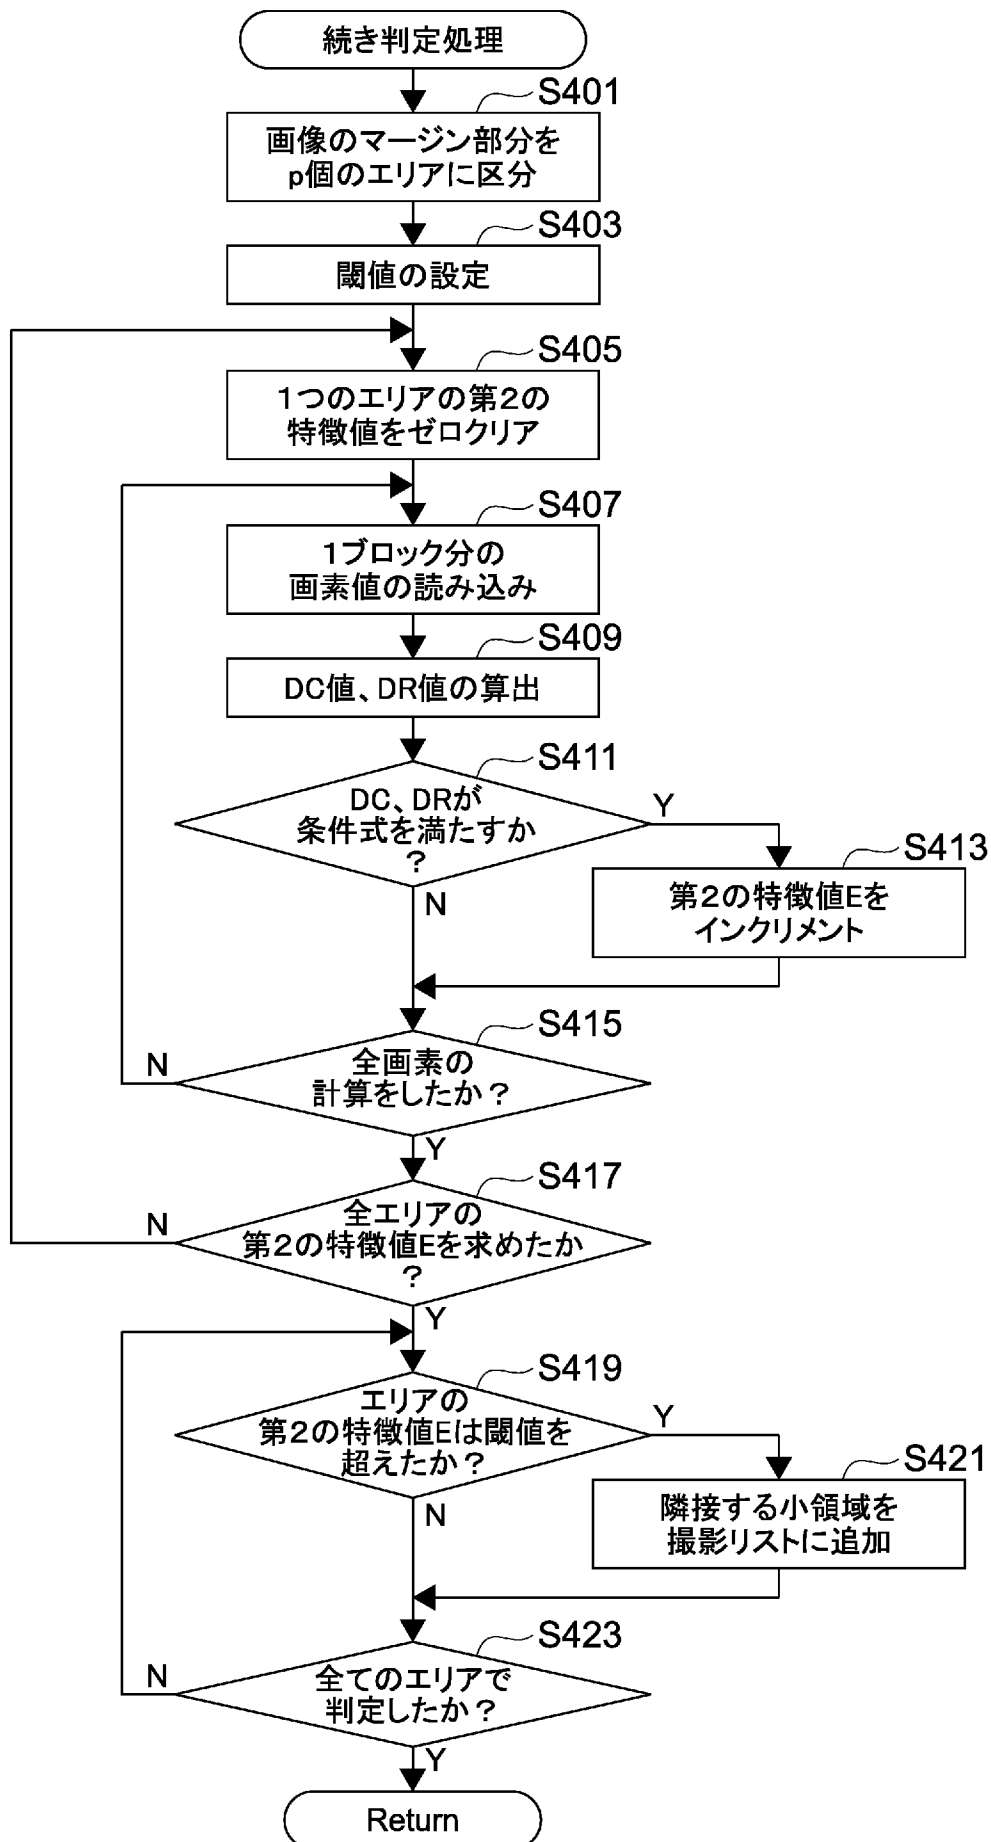 続き判定処理
S401
画像のマージン部分を
p個のエリアに区分
S403
閾値の設定
S405
1つのエリアの第2の
特徴値をゼロクリア
S407
1ブロック分の
画素値の読み込み
S409
DC値、DR値の算出
S411
DC、DRが
条件式を満たすか
?
Y
N
S413
第2の特徴値Eを
インクリメント
S415
全画素の
計算をしたか?
N
Y
S417
全エリアの
第2の特徴値Eを求めたか
?
N
Y
S419
エリアの
第2の特徴値Eは閾値を
超えたか?
Y
N
S421
隣接する小領域を
撮影リストに追加
S423
全てのエリアで
判定したか?
N
Y
Return